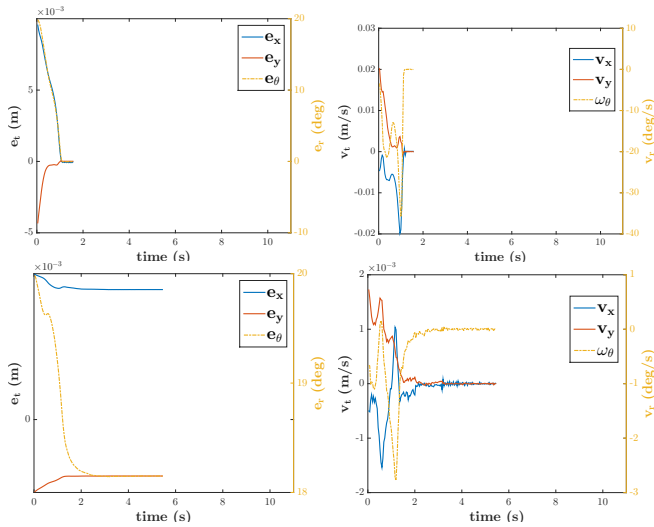 ×10⁻³
5
0
-5
0 2 4 6 8 10
20
10
0
-10
e_t (m)
e_r (deg)
time (s)
e_x
e_y
e_θ
0.03
0.02
0.01
0
-0.01
-0.02
0 2 4 6 8 10
10
0
-10
-20
-30
-40
v_t (m/s)
v_r (deg/s)
time (s)
v_x
v_y
ω_θ
×10⁻³
0
0 2 4 6 8 10
20
19
18
e_t (m)
e_r (deg)
time (s)
e_x
e_y
e_θ
×10⁻³
2
1
0
-1
-2
0 2 4 6 8 10
1
0
-1
-2
-3
v_t (m/s)
v_r (deg/s)
time (s)
v_x
v_y
ω_θ